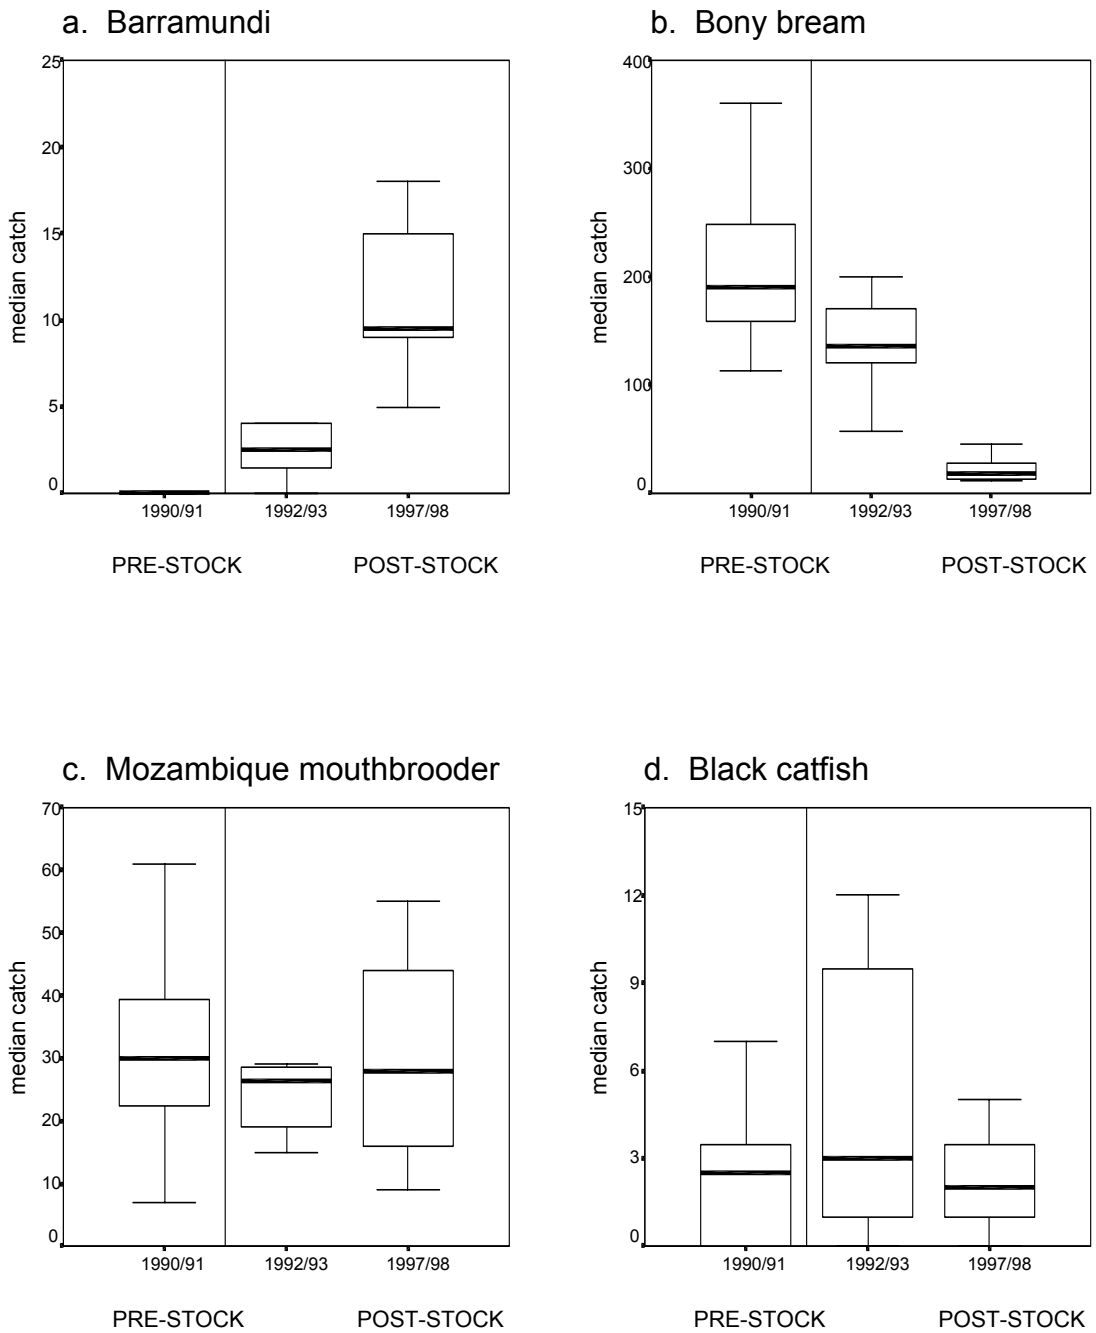 a. Barramundi
25
20
15
10
5
0
median catch
1990/91
1992/93
1997/98
PRE-STOCK
POST-STOCK
b. Bony bream
400
300
200
100
0
median catch
1990/91
1992/93
1997/98
PRE-STOCK
POST-STOCK
c. Mozambique mouthbrooder
70
60
50
40
30
20
10
0
median catch
1990/91
1992/93
1997/98
PRE-STOCK
POST-STOCK
d. Black catfish
15
12
9
6
3
0
median catch
1990/91
1992/93
1997/98
PRE-STOCK
POST-STOCK